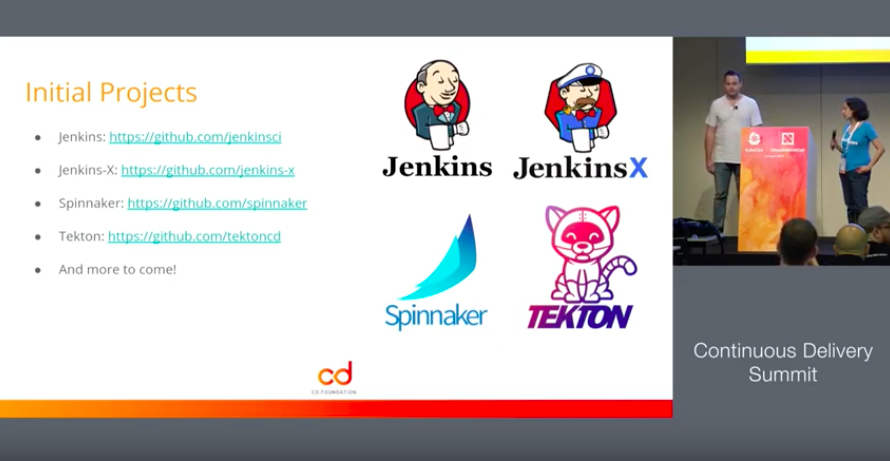 Initial Projects
● Jenkins: https://github.com/jenkinsci
● Jenkins-X: https://github.com/jenkins-x
● Spinnaker: https://github.com/spinnaker
● Tekton: https://github.com/tektoncd
● And more to come!
Jenkins
JenkinsX
Spinnaker
TEKTON
cd
CD.FOUNDATION
Continuous Delivery
Summit